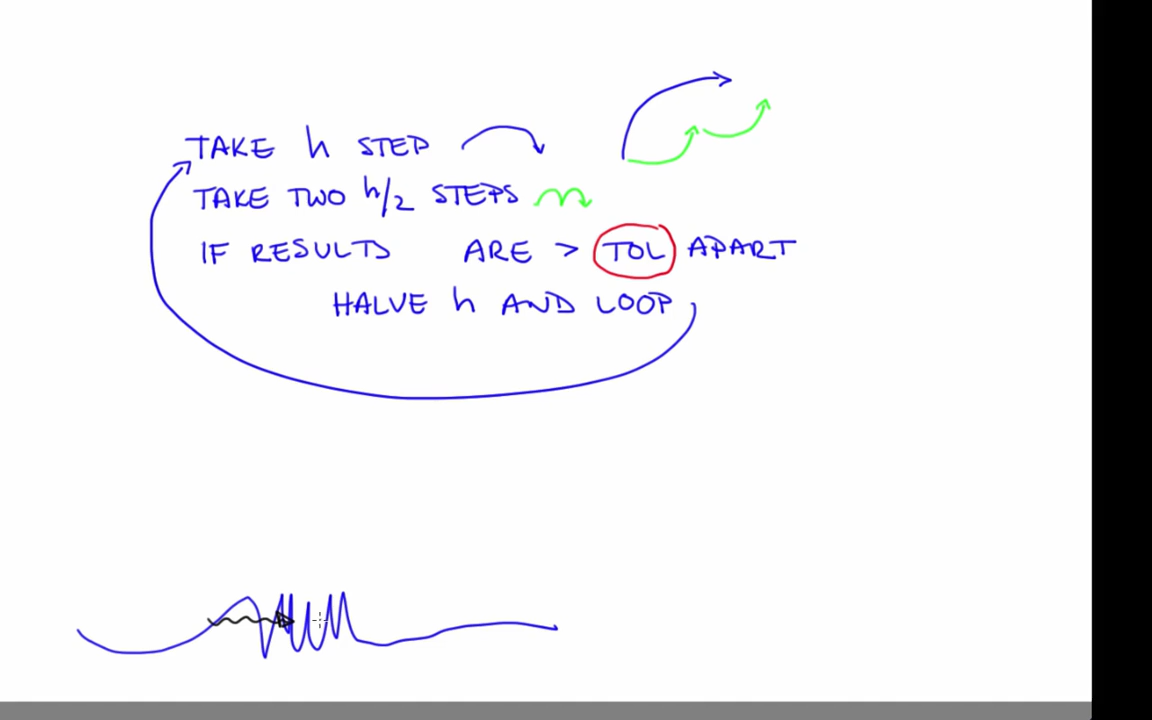 TAKE h STEP
TAKE TWO h/2 STEPS
IF RESULTS ARE > TOL APART
HALVE h AND LOOP